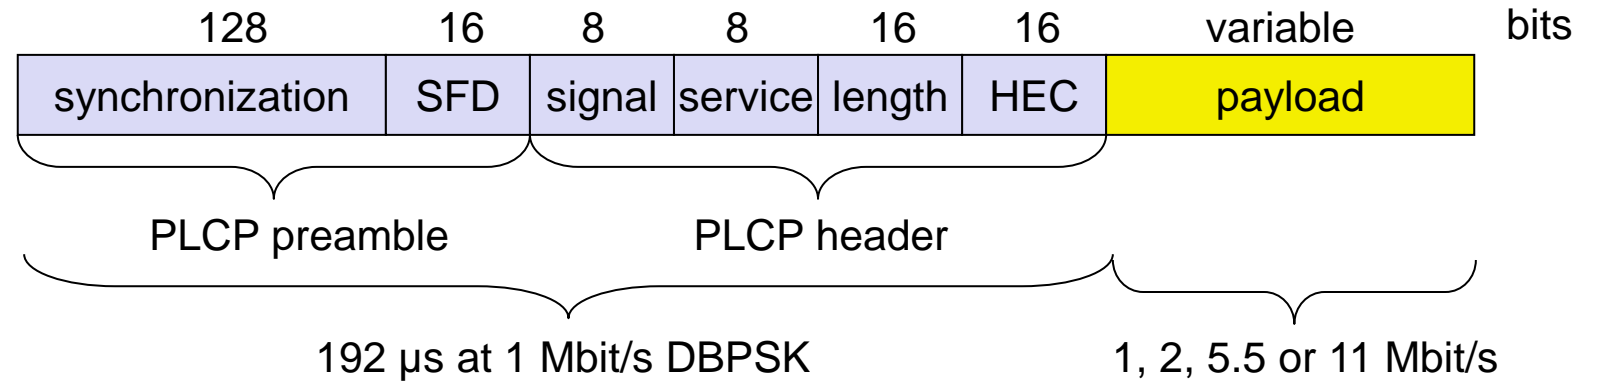 128 16 8 8 16 16 variable bits
synchronization SFD signal service length HEC payload
PLCP preamble PLCP header
192 µs at 1 Mbit/s DBPSK 1, 2, 5.5 or 11 Mbit/s